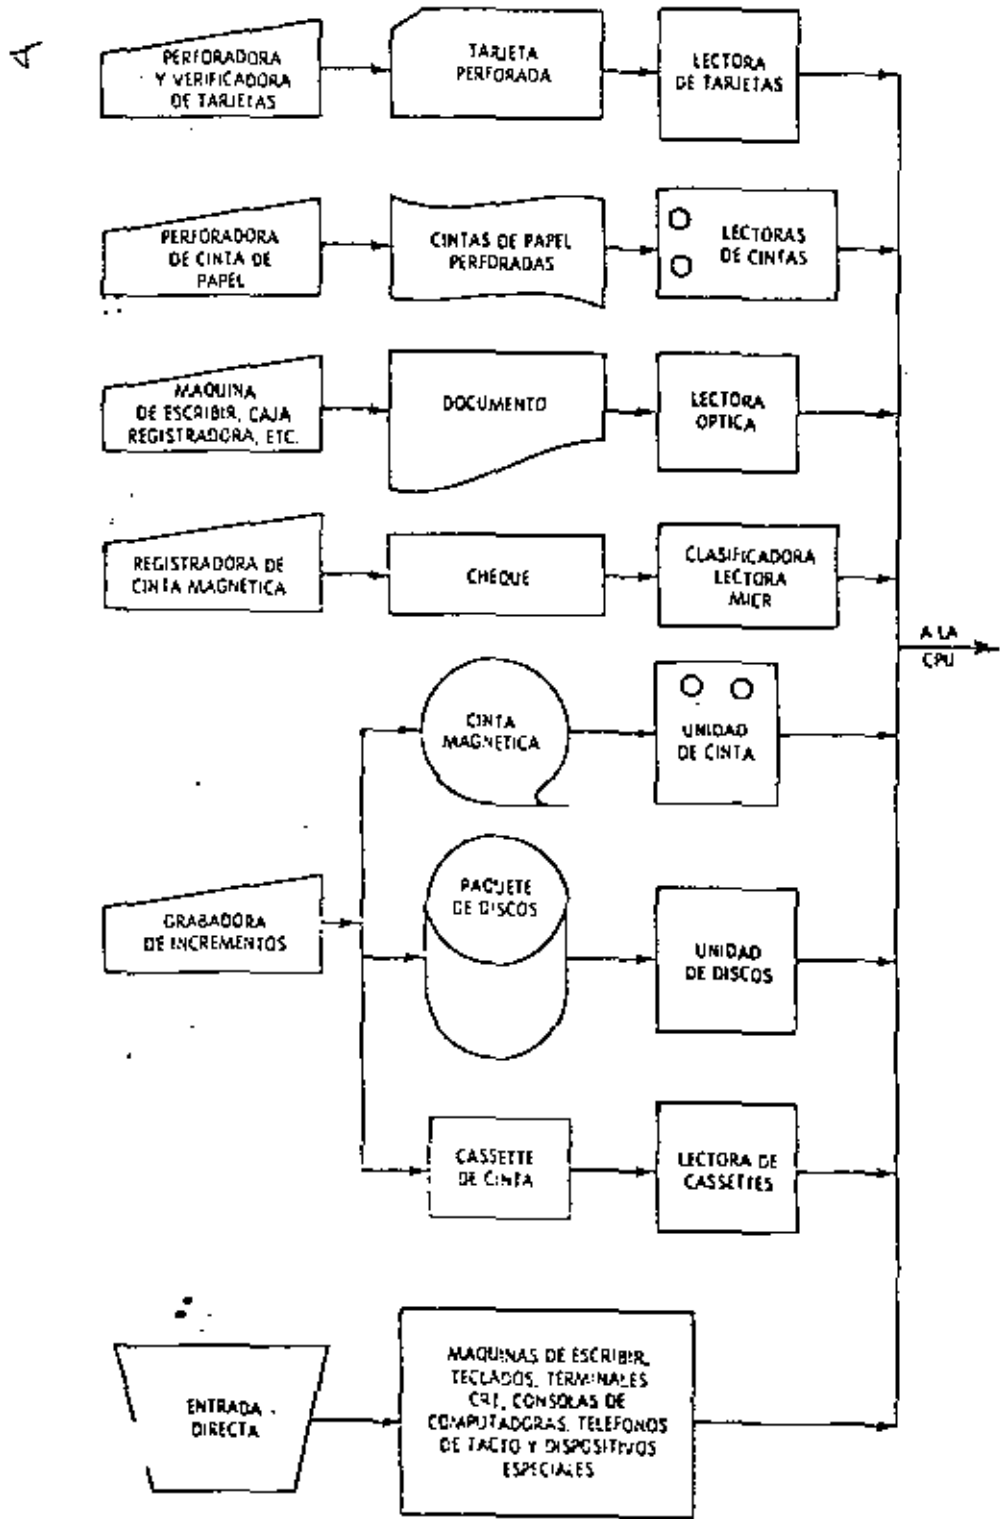 PERFORADORA
Y VERIFICADORA
DE TARJETAS
TARJETA
PERFORADA
LECTORA
DE TARJETAS
PERFORADORA
DE CINTA DE
PAPEL
CINTAS DE PAPEL
PERFORADAS
LECTORAS
DE CINTAS
MAQUINA
DE ESCRIBIR, CAJA
REGISTRADORA, ETC.
DOCUMENTO
LECTORA
OPTICA
REGISTRADORA DE
CINTA MAGNÉTICA
CHEQUE
CLASIFICADORA
LECTORA
MICR
A LA
CPU
CINTA
MAGNETICA
UNIDAD
DE CINTA
GRABADORA
DE INCREMENTOS
PAQUETE
DE DISCOS
UNIDAD
DE DISCOS
CASSETTE
DE CINTA
LECTORA DE
CASSETTES
ENTRADA
DIRECTA
MAQUINAS DE ESCRIBIR,
TECLADOS, TERMINALES
CRT, CONSOLAS DE
COMPUTADORAS, TELEFONOS
DE TACTO Y DISPOSITIVOS
ESPECIALES